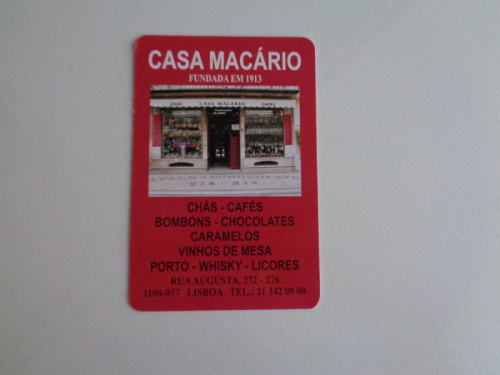 CASA MACÁRIO
FUNDADA EM 1913
CASA MACARIO
CHÁS - CAFÉS
BOMBONS - CHOCOLATES
CARAMELOS
VINHOS DE MESA
PORTO - WHISKY - LICORES
RUA AUGUSTA, 272 - 276
1100-057 LISBOA TEL.: 21 342 09 00